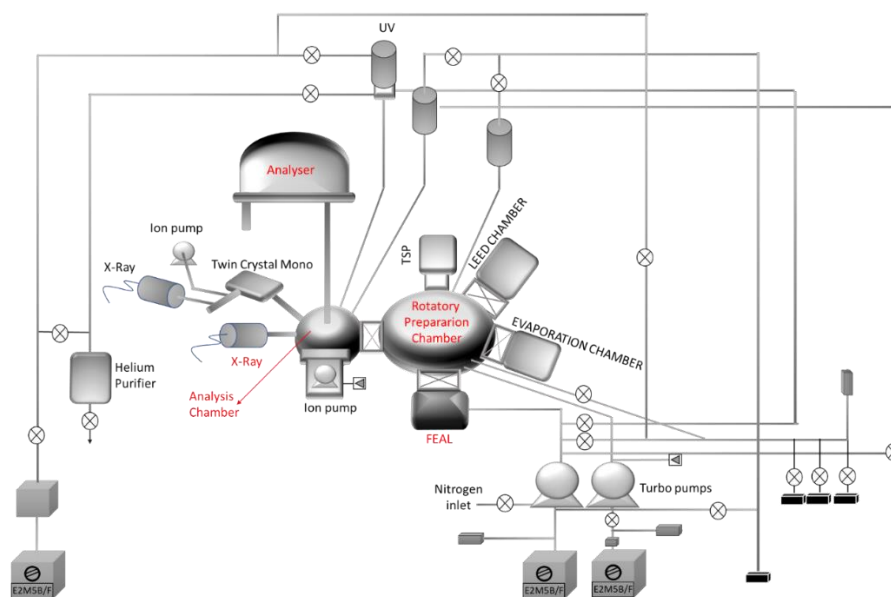 UV
Analyser
Ion pump
Twin Crystal Mono
X-Ray
TSP
LEED CHAMBER
Rotatory
Prepararion
Chamber
EVAPORATION CHAMBER
X-Ray
Helium
Purifier
Analysis
Chamber
Ion pump
FEAL
Nitrogen
inlet
Turbo pumps
E2M5B/F
E2M5B/F
E2M5B/F